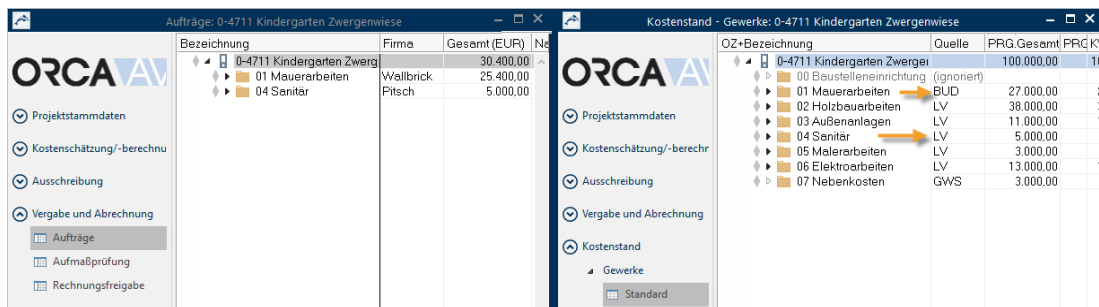 Aufträge: 0-4711 Kindergarten Zwergenwiese
ORCA AV
Projektstammdaten
Kostenschätzung/-berechnu
Ausschreibung
Vergabe und Abrechnung
Aufträge
Aufmaßprüfung
Rechnungsfreigabe
Bezeichnung Firma Gesamt (EUR)
0-4711 Kindergarten Zwerg 30.400,00
01 Mauerarbeiten Wallbrick 25.400,00
04 Sanitär Pitsch 5.000,00
Kostenstand - Gewerke: 0-4711 Kindergarten Zwergenwiese
ORCA AV
Projektstammdaten
Kostenschätzung/-berechr
Ausschreibung
Vergabe und Abrechnung
Kostenstand
Gewerke
Standard
OZ+Bezeichnung Quelle PRG.Gesamt PRG
0-4711 Kindergarten Zwerge 100.000,00
00 Baustelleneinrichtung (ignoriert)
01 Mauerarbeiten BUD 27.000,00
02 Holzbauarbeiten LV 38.000,00
03 Außenanlagen LV 11.000,00
04 Sanitär LV 5.000,00
05 Malerarbeiten LV 3.000,00
06 Elektroarbeiten LV 13.000,00
07 Nebenkosten GWS 3.000,00